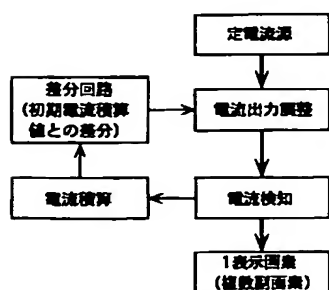 定電流源
差分回路
(初期電流積算
値との差分)
電流出力調整
電流積算
電流検知
1表示画素
(複数副画素)